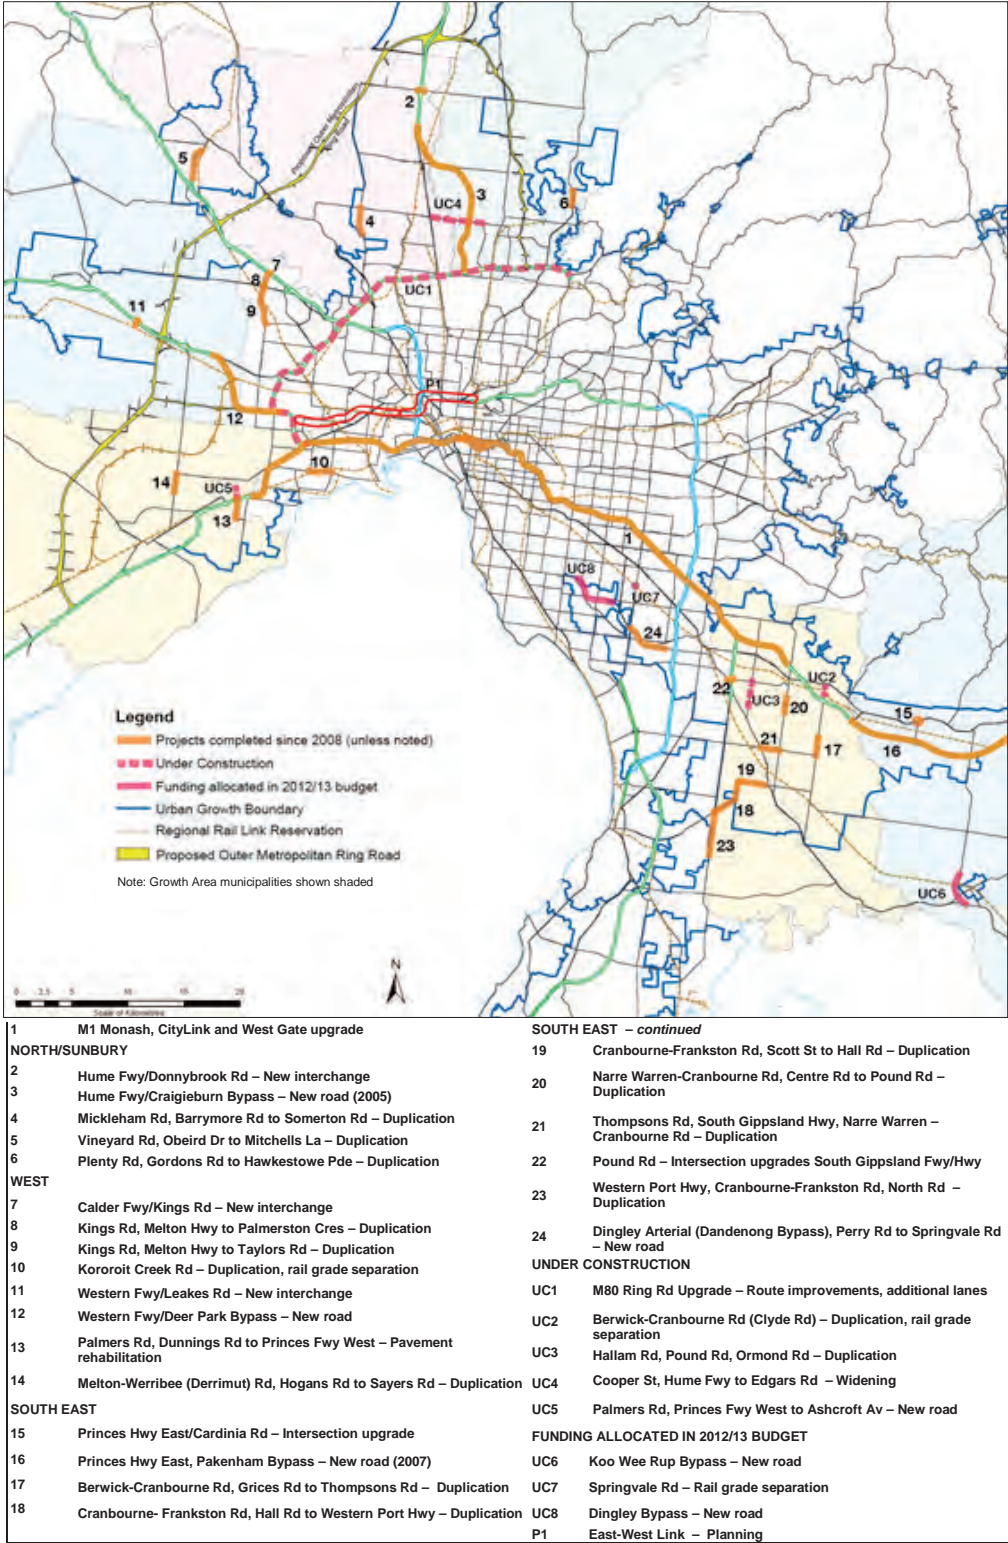 2
5
3
UC4
6
4
7
8
UC1
9
11
P1
12
10
14
UC5
13
1
UC8
UC7
24
22
UC2
UC3
20
15
21
17
16
19
18
23
UC6
Proposed Outer Metropolitan
Ring Road
Legend
Projects completed since 2008 (unless noted)
Under Construction
Funding allocated in 2012/13 budget
Urban Growth Boundary
Regional Rail Link Reservation
Proposed Outer Metropolitan Ring Road
Note: Growth Area municipalities shown shaded
N
0 2.5 5 10 15 20
Scale of Kilometres
1 M1 Monash, CityLink and West Gate upgrade
NORTH/SUNBURY
2 Hume Fwy/Donnybrook Rd – New interchange
3 Hume Fwy/Craigieburn Bypass – New road (2005)
4 Mickleham Rd, Barrymore Rd to Somerton Rd – Duplication
5 Vineyard Rd, Obeird Dr to Mitchells La – Duplication
6 Plenty Rd, Gordons Rd to Hawkestowe Pde – Duplication
WEST
7 Calder Fwy/Kings Rd – New interchange
8 Kings Rd, Melton Hwy to Palmerston Cres – Duplication
9 Kings Rd, Melton Hwy to Taylors Rd – Duplication
10 Kororoit Creek Rd – Duplication, rail grade separation
11 Western Fwy/Leakes Rd – New interchange
12 Western Fwy/Deer Park Bypass – New road
13 Palmers Rd, Dunnings Rd to Princes Fwy West – Pavement
rehabilitation
14 Melton-Werribee (Derrimut) Rd, Hogans Rd to Sayers Rd – Duplication
SOUTH EAST
15 Princes Hwy East/Cardinia Rd – Intersection upgrade
16 Princes Hwy East, Pakenham Bypass – New road (2007)
17 Berwick-Cranbourne Rd, Grices Rd to Thompsons Rd – Duplication
18 Cranbourne- Frankston Rd, Hall Rd to Western Port Hwy – Duplication
SOUTH EAST – continued
19 Cranbourne-Frankston Rd, Scott St to Hall Rd – Duplication
20 Narre Warren-Cranbourne Rd, Centre Rd to Pound Rd –
Duplication
21 Thompsons Rd, South Gippsland Hwy, Narre Warren –
Cranbourne Rd – Duplication
22 Pound Rd – Intersection upgrades South Gippsland Fwy/Hwy
23 Western Port Hwy, Cranbourne-Frankston Rd, North Rd –
Duplication
24 Dingley Arterial (Dandenong Bypass), Perry Rd to Springvale Rd
– New road
UNDER CONSTRUCTION
UC1 M80 Ring Rd Upgrade – Route improvements, additional lanes
UC2 Berwick-Cranbourne Rd (Clyde Rd) – Duplication, rail grade
separation
UC3 Hallam Rd, Pound Rd, Ormond Rd – Duplication
UC4 Cooper St, Hume Fwy to Edgars Rd – Widening
UC5 Palmers Rd, Princes Fwy West to Ashcroft Av – New road
FUNDING ALLOCATED IN 2012/13 BUDGET
UC6 Koo Wee Rup Bypass – New road
UC7 Springvale Rd – Rail grade separation
UC8 Dingley Bypass – New road
P1 East-West Link – Planning